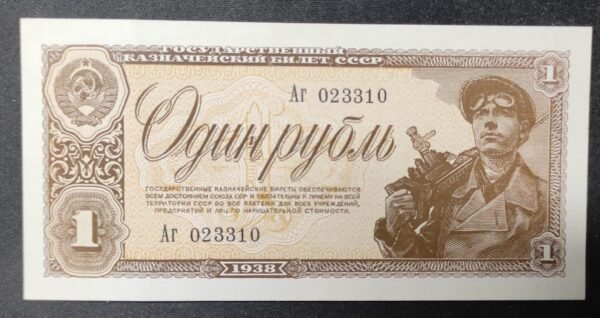 ГОСУДАРСТВЕННЫЙ
КАЗНАЧЕЙСКИЙ БИЛЕТ СССР
1
Аг 023310
Один рубль
ГОСУДАРСТВЕННЫЕ КАЗНАЧЕЙСКИЕ БИЛЕТЫ ОБЕСПЕЧИВАЮТСЯ
ВСЕМ ДОСТОЯНИЕМ СОЮЗА ССР И ОБЯЗАТЕЛЬНЫ К ПРИЕМУ НА ВСЕЙ
ТЕРРИТОРИИ СССР ВО ВСЕ ПЛАТЕЖИ ДЛЯ ВСЕХ УЧРЕЖДЕНИЙ,
ПРЕДПРИЯТИЙ И ЛИЦ ПО НАРИЦАТЕЛЬНОЙ СТОИМОСТИ.
1
Аг 023310
1938
1